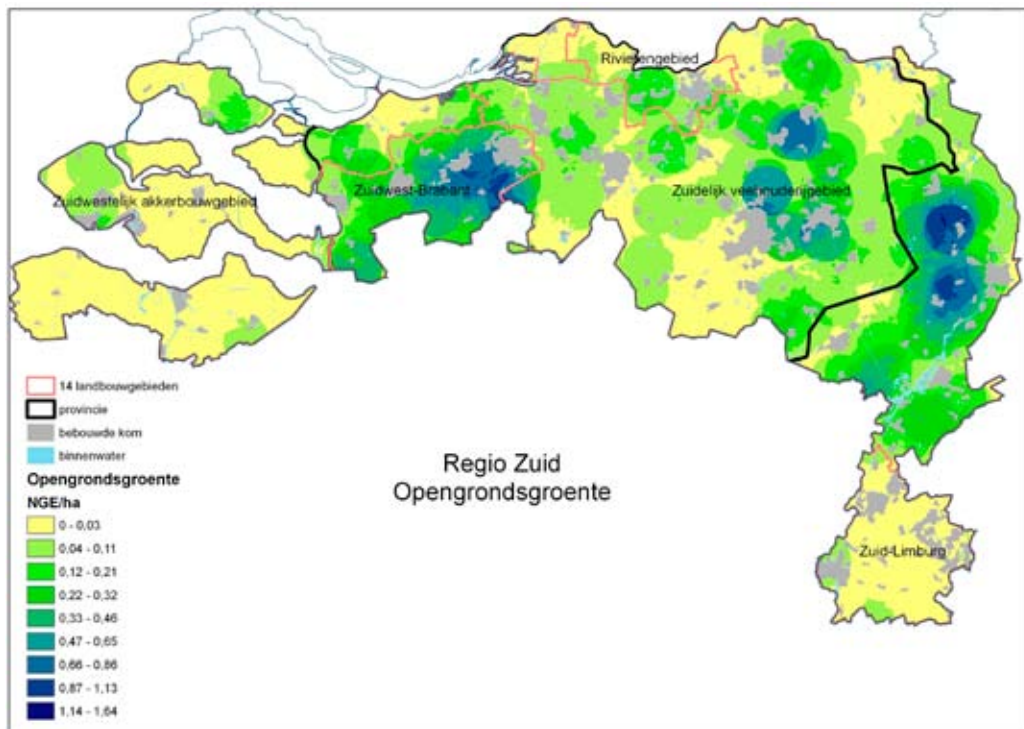 Rivierengebied
Zuidwestelijk akkerbouwgebied
Zuidwest-Brabant
Zuidelijk veehouderijgebied
14 landbouwgebieden
provincie
bebouwde kom
binnenwater
Opengrondsgroente
NGE/ha
0 - 0,03
0,04 - 0,11
0,12 - 0,21
0,22 - 0,32
0,33 - 0,46
0,47 - 0,65
0,66 - 0,86
0,87 - 1,13
1,14 - 1,64
Regio Zuid
Opengrondsgroente
Zuid-Limburg